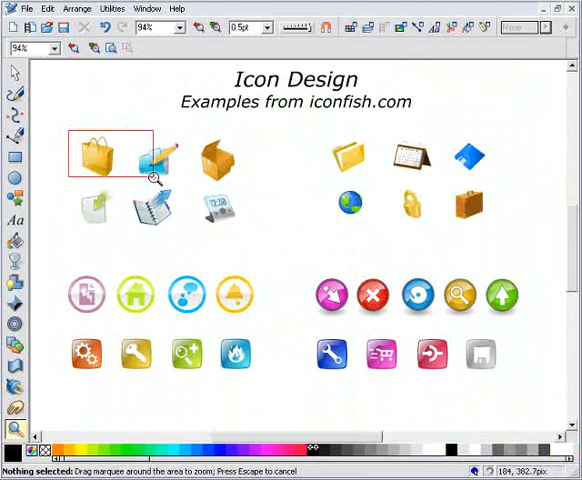 File Edit Arrange Utilities Window Help
94% 0.5pt None
94%
Icon Design
Examples from iconfish.com
12:58
Aa
Nothing selected: Drag marquee around the area to zoom; Press Escape to cancel
184, 382.7pix